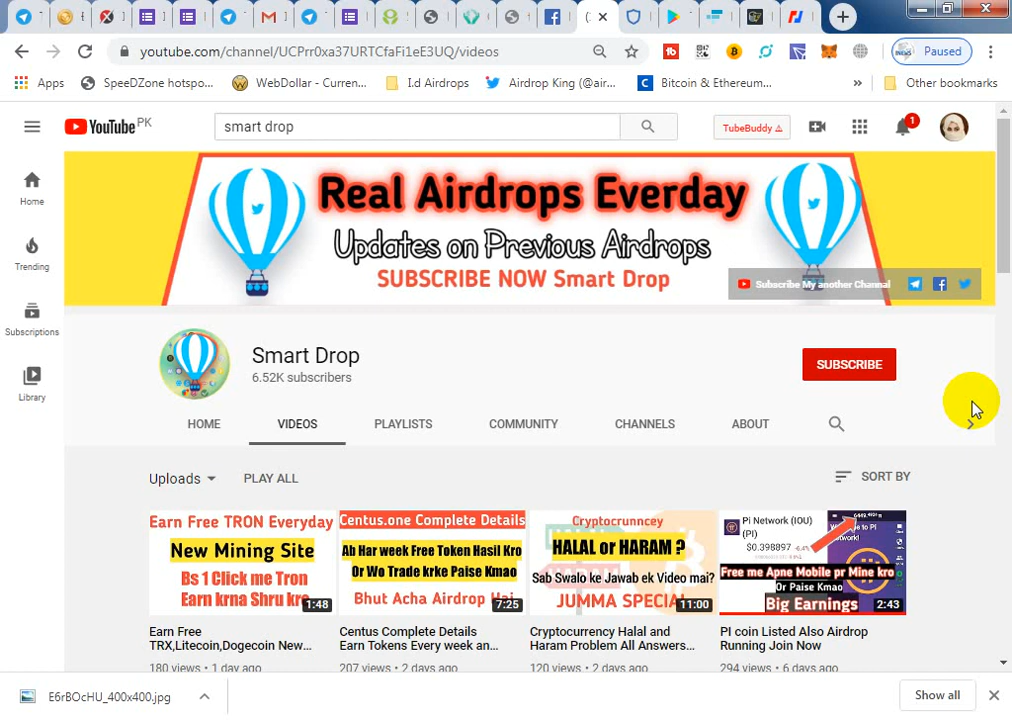 youtube.com/channel/UCPrr0xa37URTCfaFi1eE3UQ/videos
Paused
Apps
SpeeDZone hotspo...
WebDollar - Curren...
I.d Airdrops
Airdrop King (@air...
Bitcoin & Ethereum...
»
Other bookmarks
YouTube PK
smart drop
TubeBuddy
1
Home
Trending
Subscriptions
Library
Real Airdrops Everday
Updates on Previous Airdrops
SUBSCRIBE NOW Smart Drop
Subscribe My another Channel
Smart Drop
6.52K subscribers
SUBSCRIBE
HOME
VIDEOS
PLAYLISTS
COMMUNITY
CHANNELS
ABOUT
Uploads
PLAY ALL
SORT BY
Earn Free TRON Everyday
New Mining Site
Bs 1 Click me Tron
Earn krna Shru kre
1:48
Centus.one Complete Details
Ab Har week Free Token Hasil Kro
Or Wo Trade krke Paise Kmao
Bhut Acha Airdrop Hai
7:25
Cryptocrunncey
HALAL or HARAM ?
Sab Swalo ke Jawab ek Video mai?
JUMMA SPECIAL
11:00
Pi Network (IOU)
(PI)
$0.398897
Free me Apne Mobile pr Mine kro
Or Paise Kmao
Big Earnings
2:43
Earn Free
TRX,Litecoin,Dogecoin New...
180 views • 1 day ago
Centus Complete Details
Earn Tokens Every week an...
207 views • 2 days ago
Cryptocurrency Halal and
Haram Problem All Answers...
120 views • 2 days ago
PI coin Listed Also Airdrop
Running Join Now
294 views • 6 days ago
E6rBOcHU_400x400.jpg
Show all